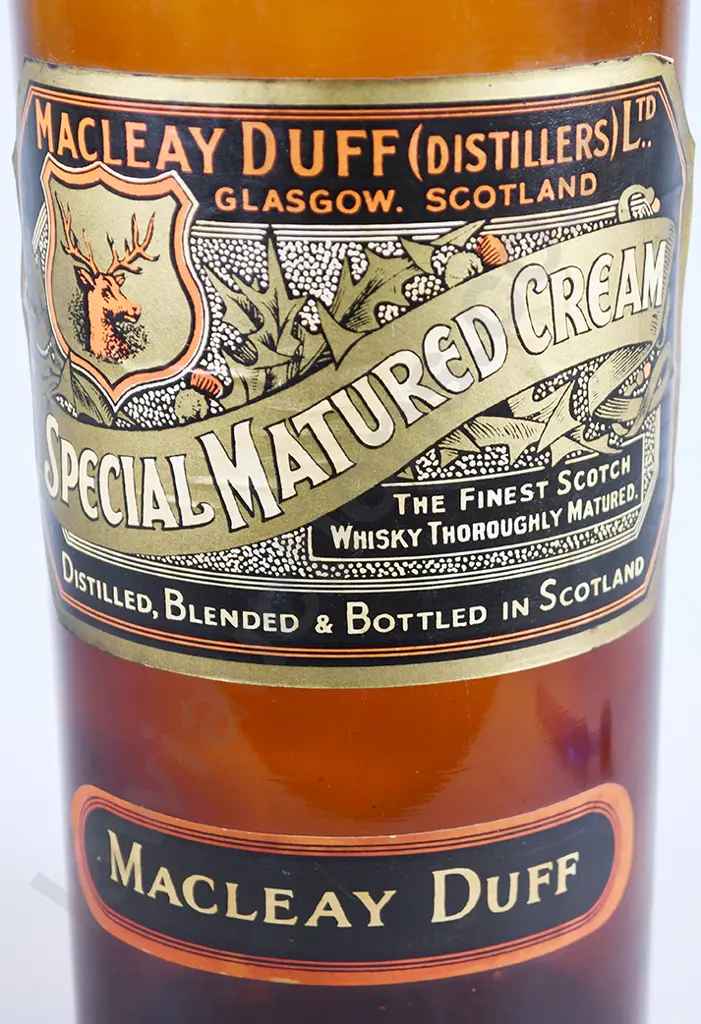 MACLEAY DUFF (DISTILLERS) LTD.
GLASGOW. SCOTLAND
SPECIAL MATURED CREAM
THE FINEST SCOTCH
WHISKY THOROUGHLY MATURED.
DISTILLED, BLENDED & BOTTLED IN SCOTLAND
MACLEAY DUFF